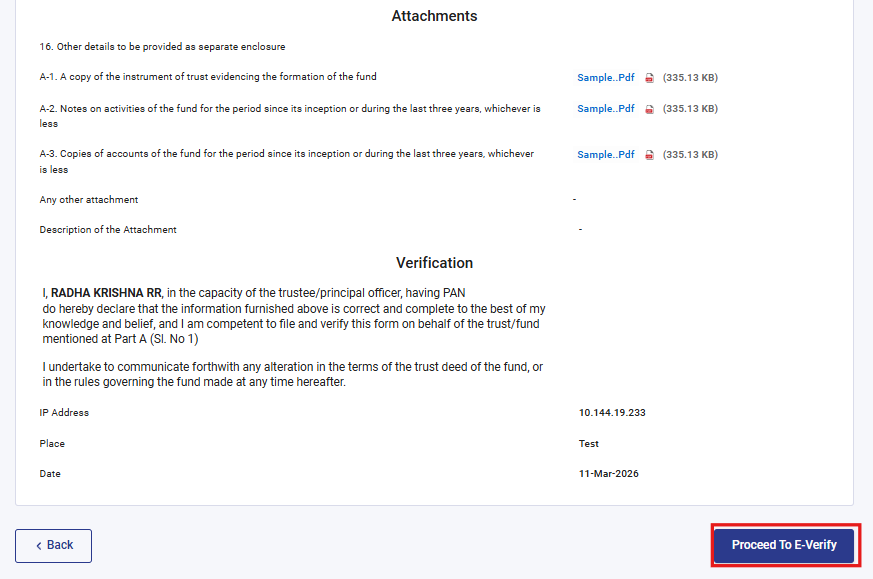 Attachments
16. Other details to be provided as separate enclosure
A-1. A copy of the instrument of trust evidencing the formation of the fund
Sample..Pdf (335.13 KB)
A-2. Notes on activities of the fund for the period since its inception or during the last three years, whichever is
less
Sample..Pdf (335.13 KB)
A-3. Copies of accounts of the fund for the period since its inception or during the last three years, whichever
is less
Sample..Pdf (335.13 KB)
Any other attachment
-
Description of the Attachment
-
Verification
I, RADHA KRISHNA RR, in the capacity of the trustee/principal officer, having PAN
do hereby declare that the information furnished above is correct and complete to the best of my
knowledge and belief, and I am competent to file and verify this form on behalf of the trust/fund
mentioned at Part A (Sl. No 1)
I undertake to communicate forthwith any alteration in the terms of the trust deed of the fund, or
in the rules governing the fund made at any time hereafter.
IP Address
10.144.19.233
Place
Test
Date
11-Mar-2026
< Back
Proceed To E-Verify